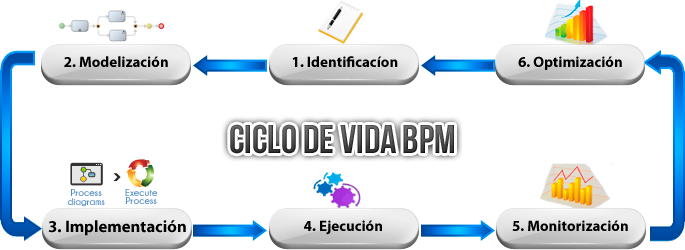 2. Modelización
1. Identificacíon
6. Optimización
CICLO DE VIDA BPM
Process
diagrams
>
Execute
Process
3. Implementación
4. Ejecución
5. Monitorización